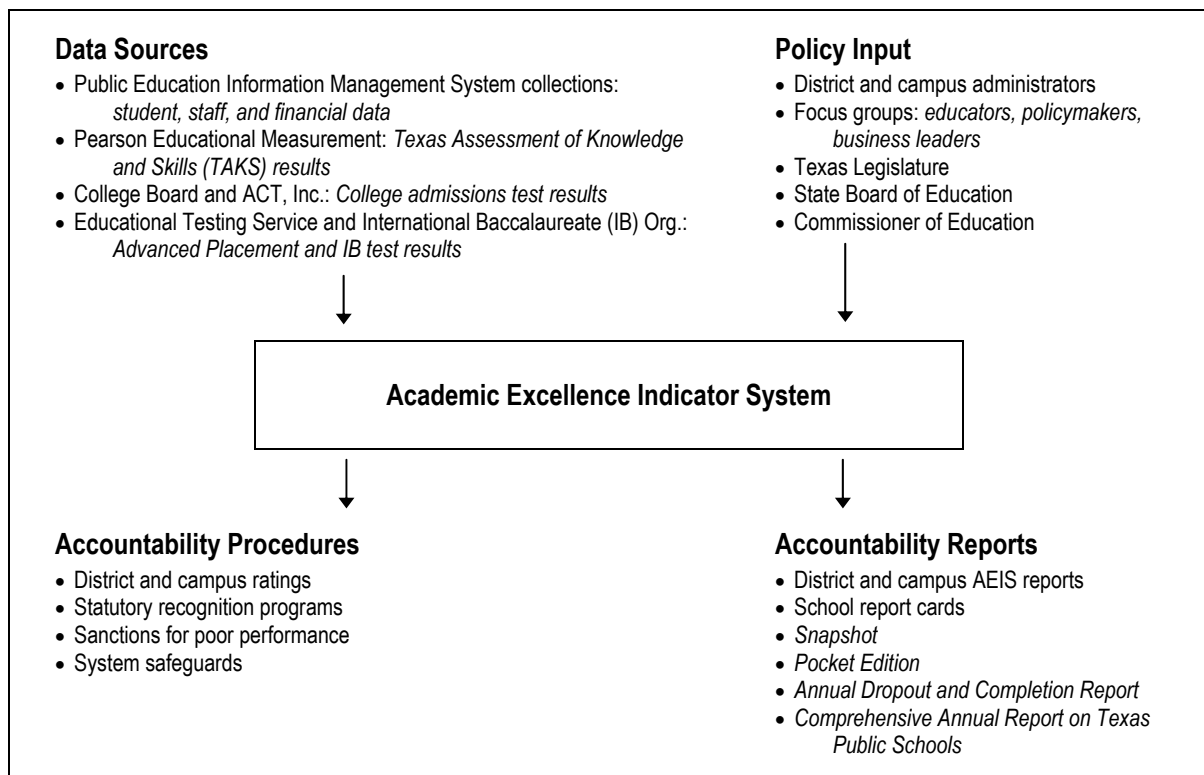 Data Sources
• Public Education Information Management System collections:
student, staff, and financial data
• Pearson Educational Measurement: Texas Assessment of Knowledge
and Skills (TAKS) results
• College Board and ACT, Inc.: College admissions test results
• Educational Testing Service and International Baccalaureate (IB) Org.:
Advanced Placement and IB test results
Policy Input
• District and campus administrators
• Focus groups: educators, policymakers,
business leaders
• Texas Legislature
• State Board of Education
• Commissioner of Education
Academic Excellence Indicator System
Accountability Procedures
• District and campus ratings
• Statutory recognition programs
• Sanctions for poor performance
• System safeguards
Accountability Reports
• District and campus AEIS reports
• School report cards
• Snapshot
• Pocket Edition
• Annual Dropout and Completion Report
• Comprehensive Annual Report on Texas
Public Schools